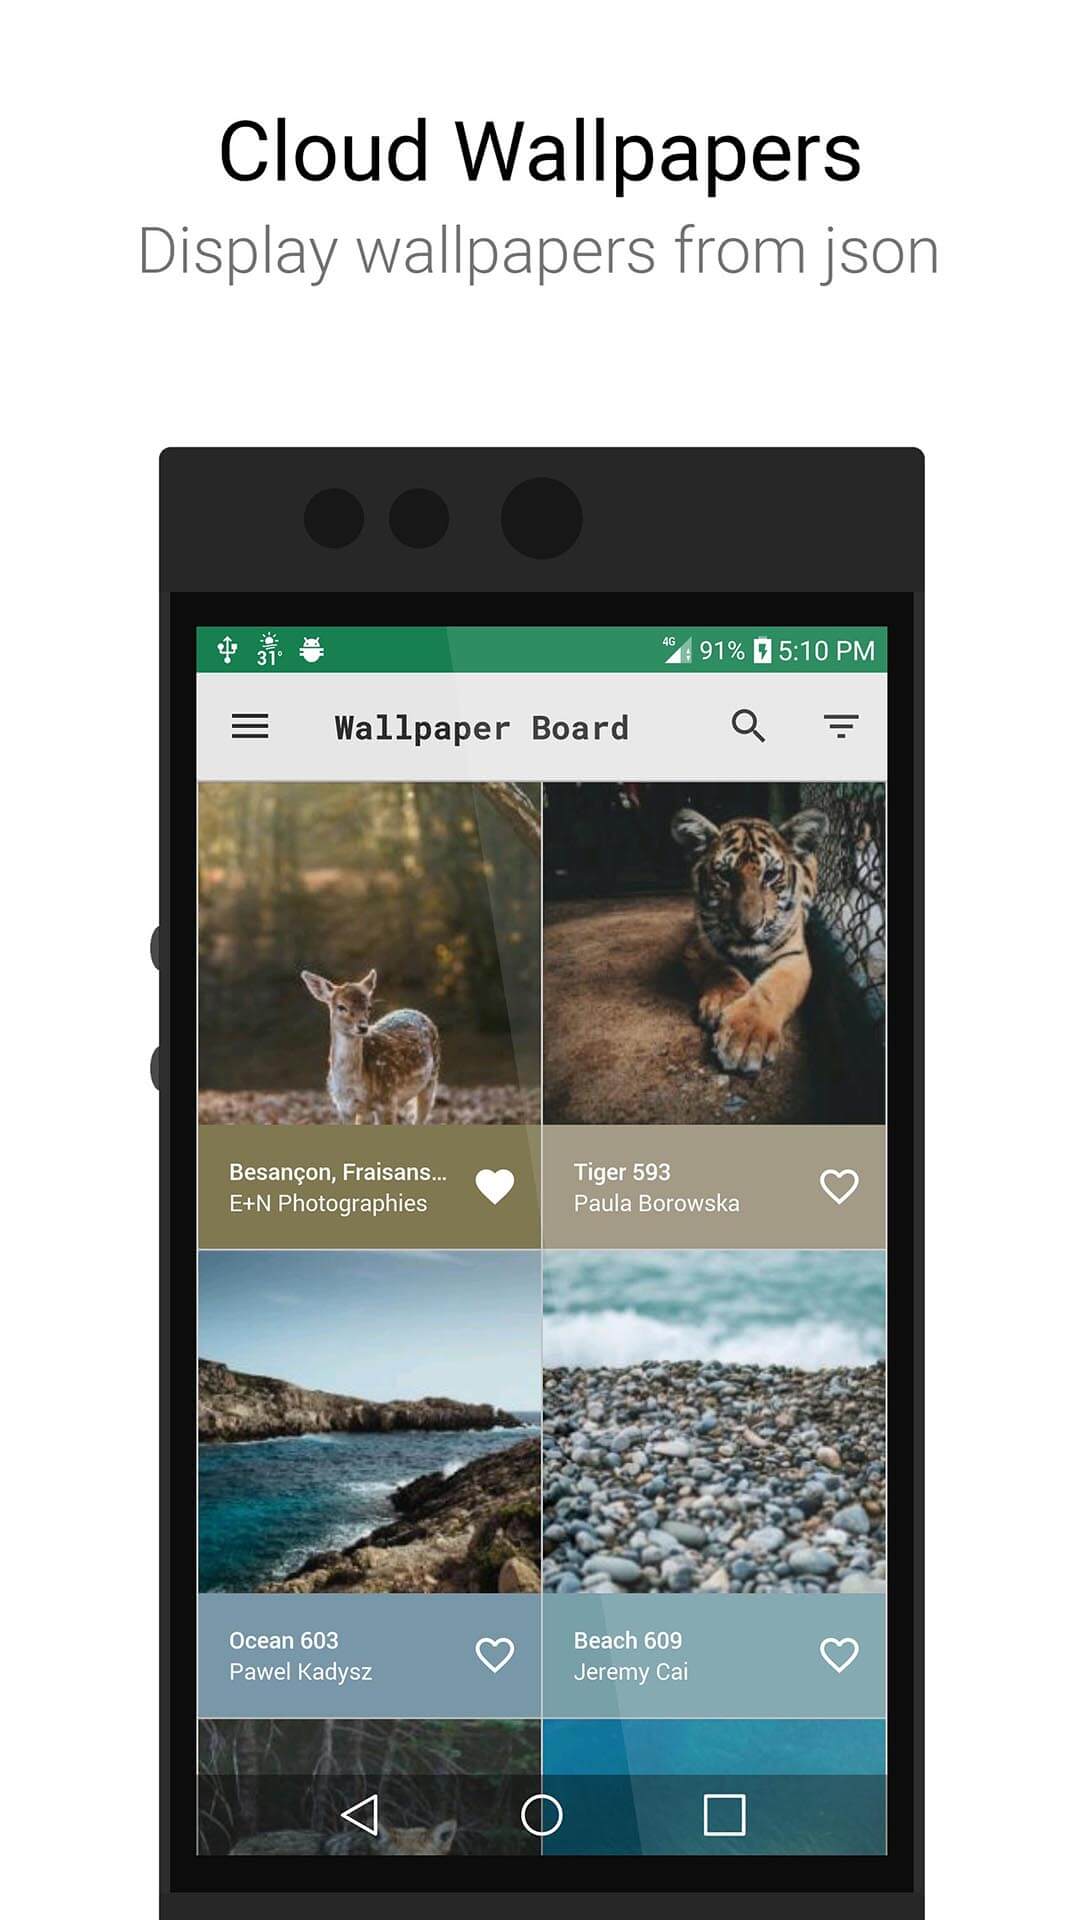 Cloud Wallpapers
Display wallpapers from json
31° 4G 91% 5:10 PM
Wallpaper Board
Besançon, Fraisans...
E+N Photographies
Tiger 593
Paula Borowska
Ocean 603
Pawel Kadysz
Beach 609
Jeremy Cai